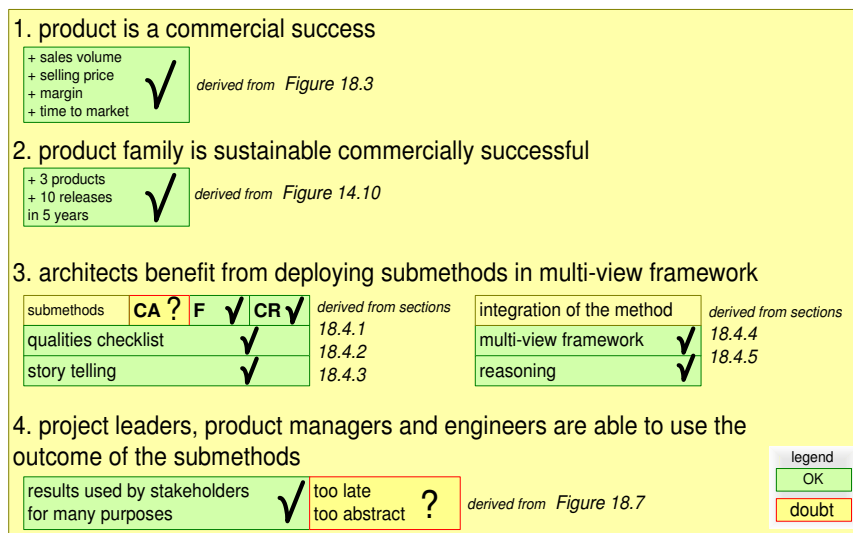 1. product is a commercial success
+ sales volume
+ selling price
+ margin
+ time to market
derived from Figure 18.3
2. product family is sustainable commercially successful
+ 3 products
+ 10 releases
in 5 years
derived from Figure 14.10
3. architects benefit from deploying submethods in multi-view framework
submethods CA ? F CR
qualities checklist
story telling
derived from sections
18.4.1
18.4.2
18.4.3
integration of the method
multi-view framework
reasoning
derived from sections
18.4.4
18.4.5
4. project leaders, product managers and engineers are able to use the
outcome of the submethods
results used by stakeholders
for many purposes
too late
too abstract ?
derived from Figure 18.7
legend
OK
doubt